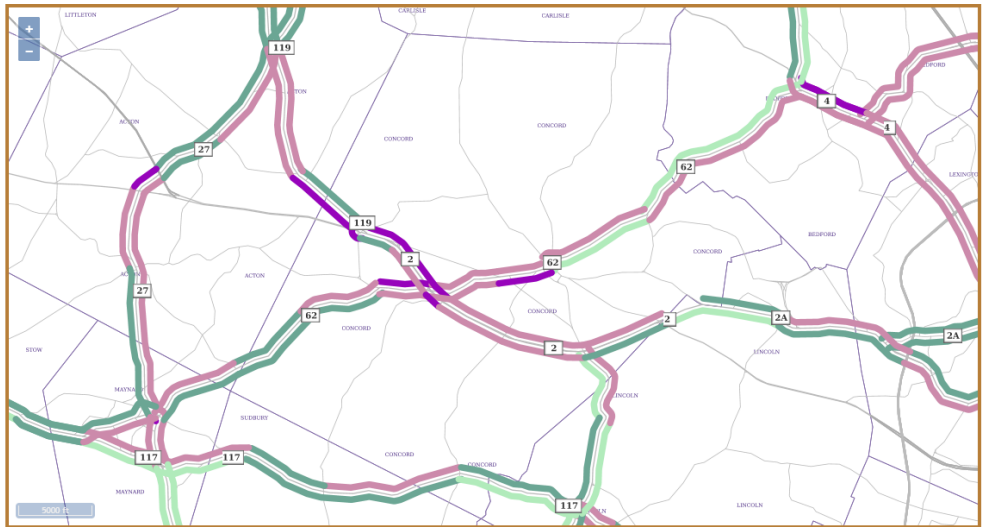 LITTLETON
CARLISLE
CARLISLE
+
−
119
BEDFORD
ACTON
4
ACTON
CONCORD
CONCORD
4
27
62
LEXINGTON
119
BEDFORD
CONCORD
2
62
ACTON
27
CONCORD
62
CONCORD
2
2A
2A
2
LINCOLN
STOW
MAYNARD
LINCOLN
SUDBURY
117
117
CONCORD
CONCORD
MAYNARD
117
LINCOLN
5000 ft